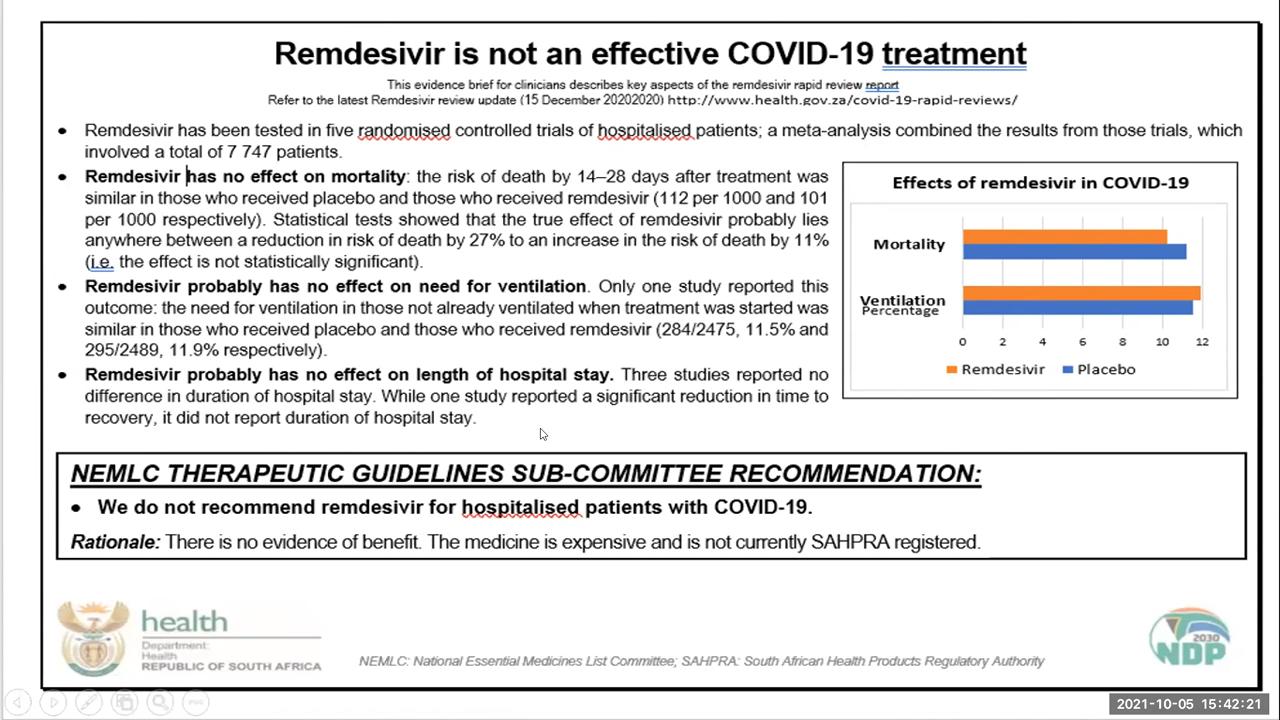 Remdesivir is not an effective COVID-19 treatment
This evidence brief for clinicians describes key aspects of the remdesivir rapid review report
Refer to the latest Remdesivir review update (15 December 20202020) http://www.health.gov.za/covid-19-rapid-reviews/
• Remdesivir has been tested in five randomised controlled trials of hospitalised patients; a meta-analysis combined the results from those trials, which
involved a total of 7 747 patients.
• Remdesivir has no effect on mortality: the risk of death by 14–28 days after treatment was
similar in those who received placebo and those who received remdesivir (112 per 1000 and 101
per 1000 respectively). Statistical tests showed that the true effect of remdesivir probably lies
anywhere between a reduction in risk of death by 27% to an increase in the risk of death by 11%
(i.e. the effect is not statistically significant).
• Remdesivir probably has no effect on need for ventilation. Only one study reported this
outcome: the need for ventilation in those not already ventilated when treatment was started was
similar in those who received placebo and those who received remdesivir (284/2475, 11.5% and
295/2489, 11.9% respectively).
• Remdesivir probably has no effect on length of hospital stay. Three studies reported no
difference in duration of hospital stay. While one study reported a significant reduction in time to
recovery, it did not report duration of hospital stay.
Effects of remdesivir in COVID-19
Mortality
Ventilation
Percentage
0 2 4 6 8 10 12
Remdesivir Placebo
NEMLC THERAPEUTIC GUIDELINES SUB-COMMITTEE RECOMMENDATION:
• We do not recommend remdesivir for hospitalised patients with COVID-19.
Rationale: There is no evidence of benefit. The medicine is expensive and is not currently SAHPRA registered.
health
Department:
Health
REPUBLIC OF SOUTH AFRICA
NEMLC: National Essential Medicines List Committee; SAHPRA: South African Health Products Regulatory Authority
2030
NDP
2021-10-05 15:42:21